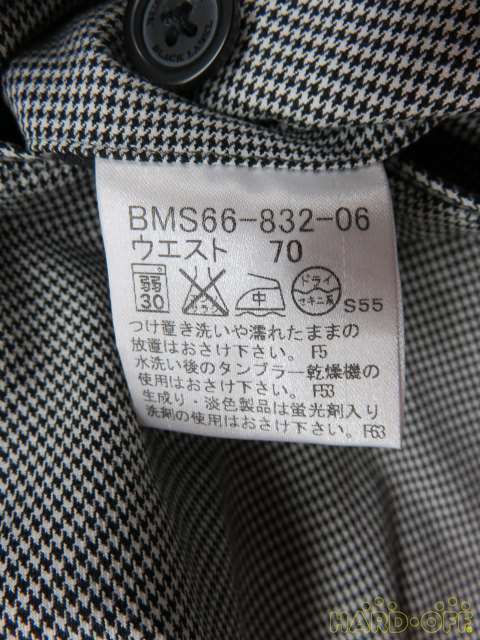 BLACK LABEL
BMS66-832-06
ウエスト 70
弱
30
中
ドライ
セキユ系
S55
つけ置き洗いや濡れたままの
放置はおさけ下さい。F5
水洗い後のタンブラー乾燥機の
使用はおさけ下さい。F53
生成り・淡色製品は蛍光剤入り
洗剤の使用はおさけ下さい。F63
HARD·OFF